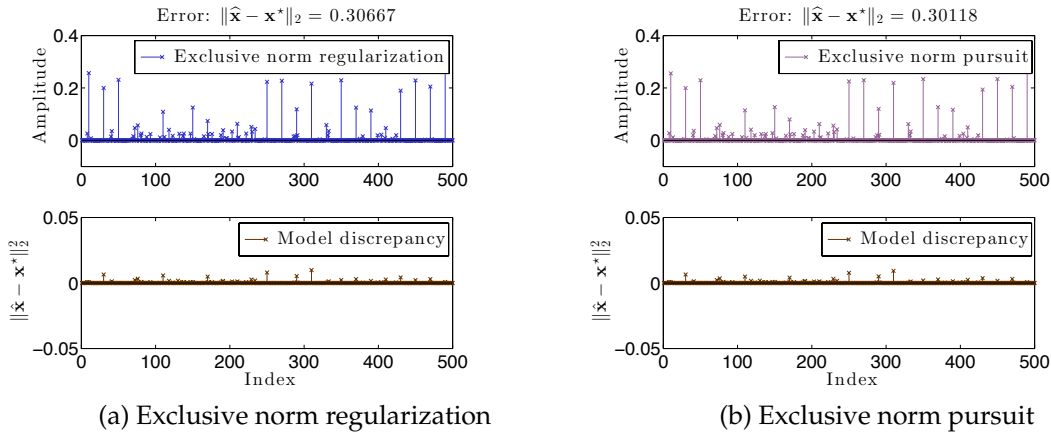 Error: ‖x̂ − x⋆‖₂ = 0.30667
0.4
0.2
0
Amplitude
Exclusive norm regularization
0 100 200 300 400 500
0.05
0
−0.05
‖x̂ − x⋆‖₂²
Model discrepancy
0 100 200 300 400 500
Index
(a) Exclusive norm regularization
Error: ‖x̂ − x⋆‖₂ = 0.30118
0.4
0.2
0
Amplitude
Exclusive norm pursuit
0 100 200 300 400 500
0.05
0
−0.05
‖x̂ − x⋆‖₂²
Model discrepancy
0 100 200 300 400 500
Index
(b) Exclusive norm pursuit